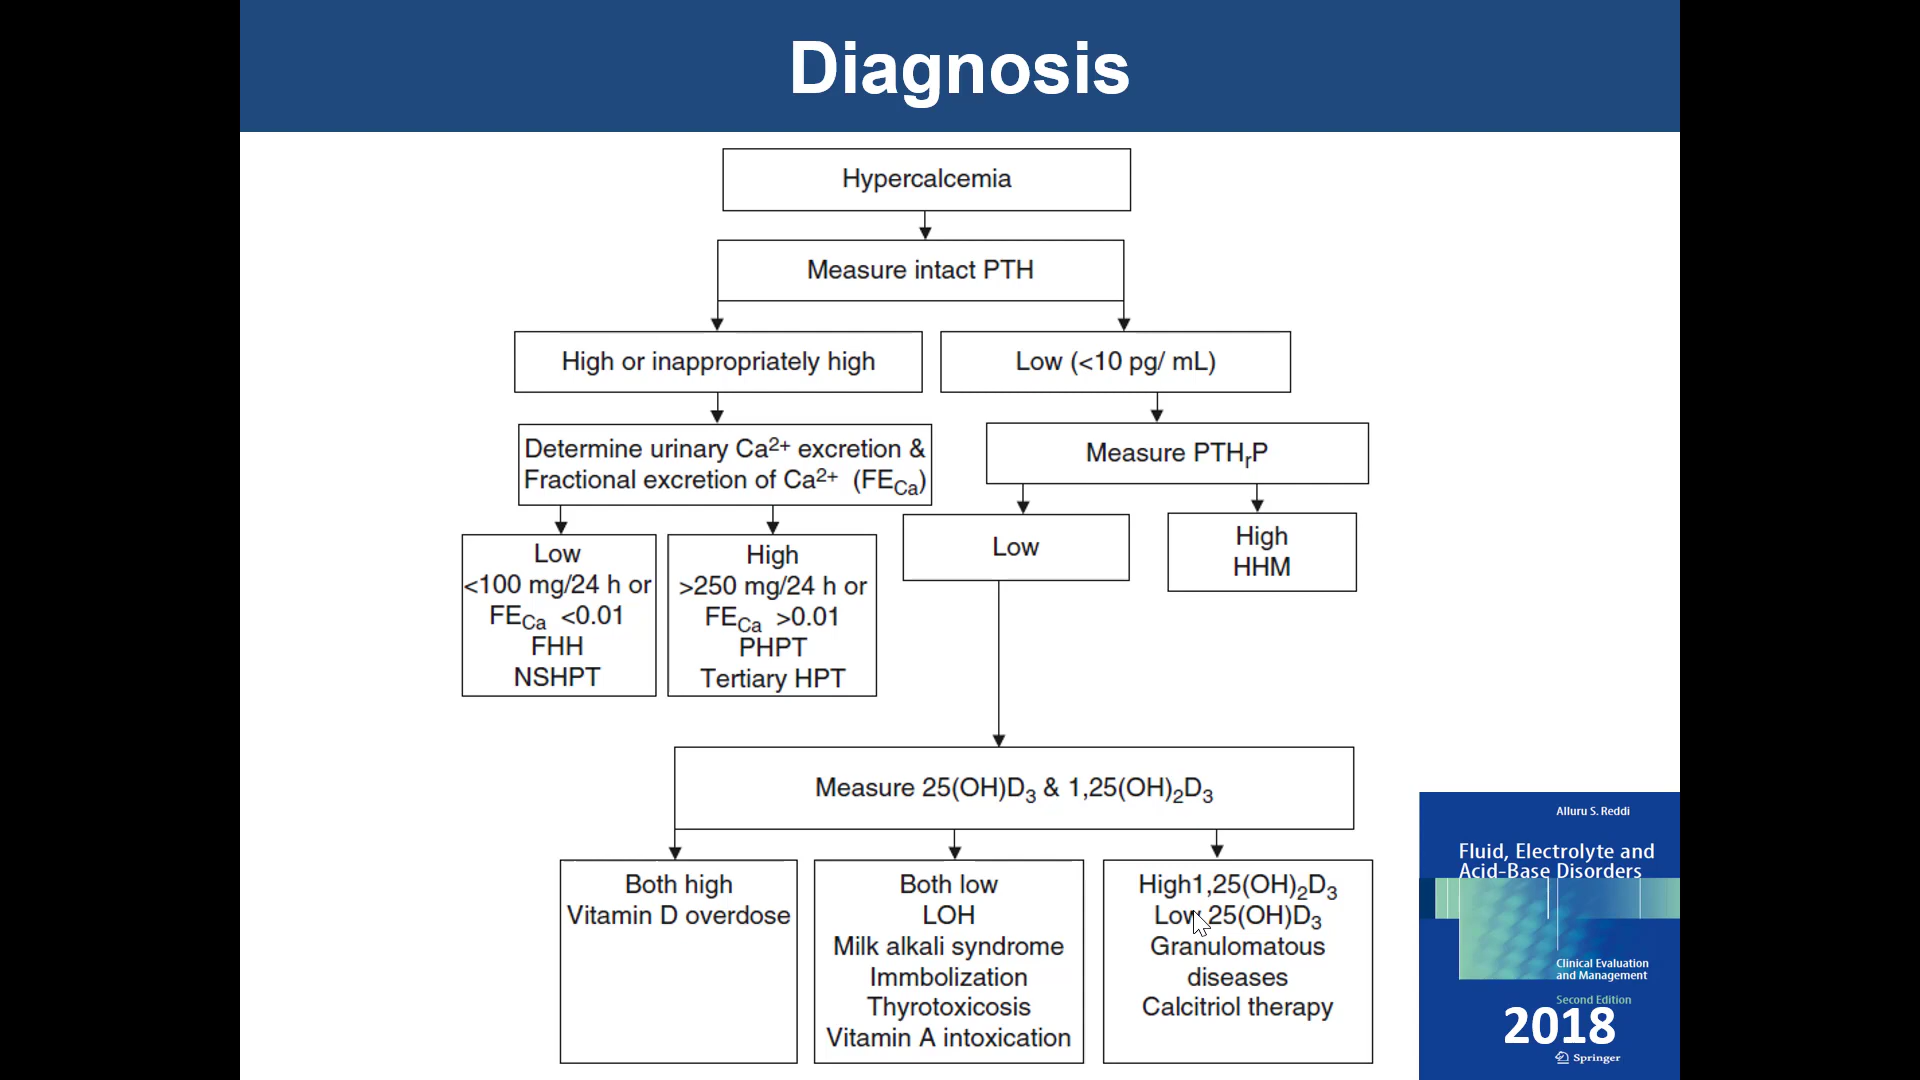 Diagnosis
Hypercalcemia
Measure intact PTH
High or inappropriately high
Low (<10 pg/ mL)
Determine urinary Ca2+ excretion &
Fractional excretion of Ca2+ (FECa)
Measure PTHrP
Low
<100 mg/24 h or
FECa <0.01
FHH
NSHPT
High
>250 mg/24 h or
FECa >0.01
PHPT
Tertiary HPT
Low
High
HHM
Measure 25(OH)D3 & 1,25(OH)2D3
Both high
Vitamin D overdose
Both low
LOH
Milk alkali syndrome
Immbolization
Thyrotoxicosis
Vitamin A intoxication
High1,25(OH)2D3
Low 25(OH)D3
Granulomatous
diseases
Calcitriol therapy
Alluru S. Reddi
Fluid, Electrolyte and
Acid-Base Disorders
Clinical Evaluation
and Management
Second Edition
2018
Springer